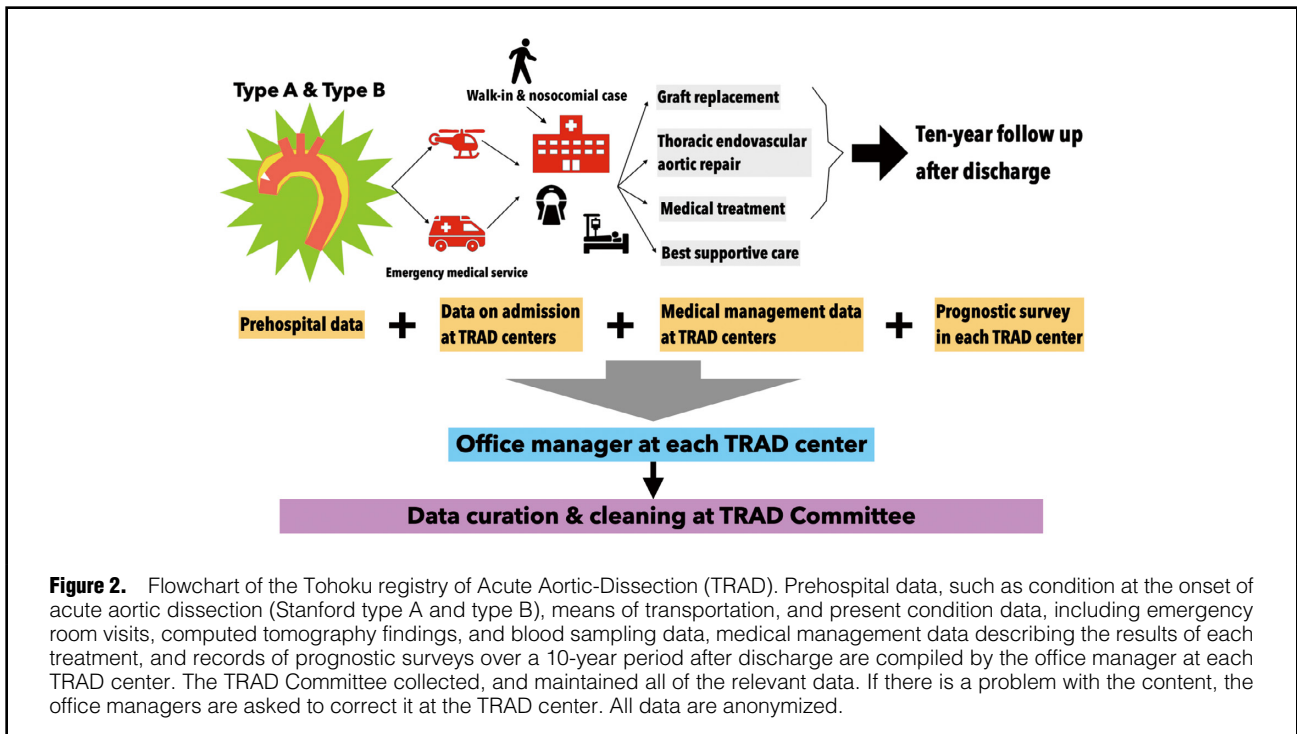 Type A & Type B
Walk-in & nosocomial case
Emergency medical service
Graft replacement
Thoracic endovascular
aortic repair
Medical treatment
Best supportive care
Ten-year follow up
after discharge
Prehospital data
+
Data on admission
at TRAD centers
+
Medical management data
at TRAD centers
+
Prognostic survey
in each TRAD center
Office manager at each TRAD center
Data curation & cleaning at TRAD Committee
Figure 2. Flowchart of the Tohoku registry of Acute Aortic-Dissection (TRAD). Prehospital data, such as condition at the onset of
acute aortic dissection (Stanford type A and type B), means of transportation, and present condition data, including emergency
room visits, computed tomography findings, and blood sampling data, medical management data describing the results of each
treatment, and records of prognostic surveys over a 10-year period after discharge are compiled by the office manager at each
TRAD center. The TRAD Committee collected, and maintained all of the relevant data. If there is a problem with the content, the
office managers are asked to correct it at the TRAD center. All data are anonymized.